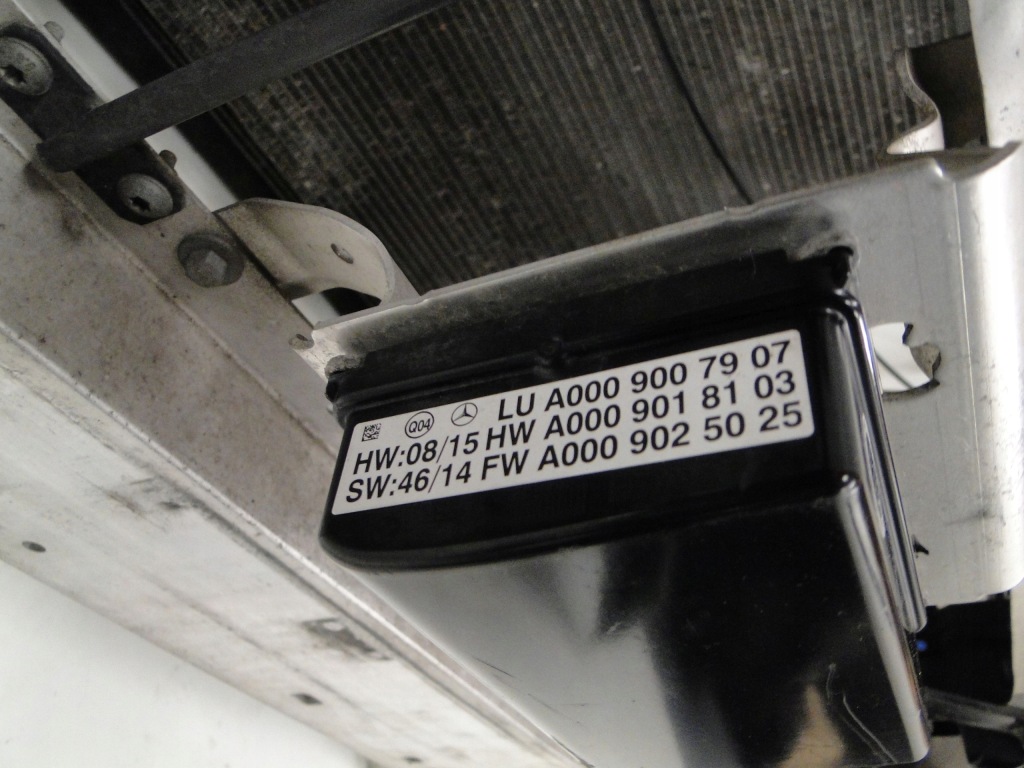 Q04 LU A000 900 79 07
HW:08/15 HW A000 901 81 03
SW:46/14 FW A000 902 50 25